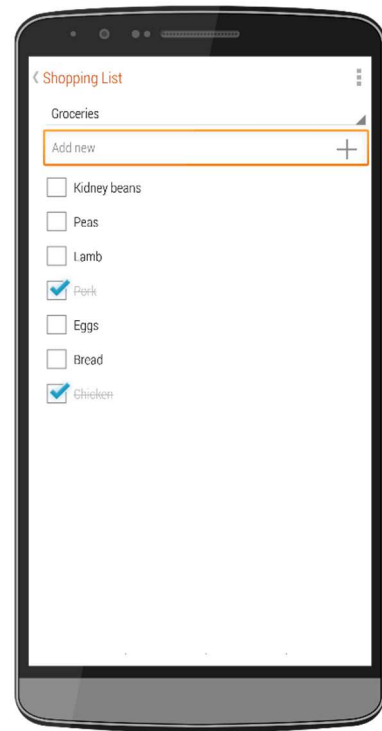 Shopping List
Groceries
Add new
Kidney beans
Peas
Lamb
Pork
Eggs
Bread
Chicken